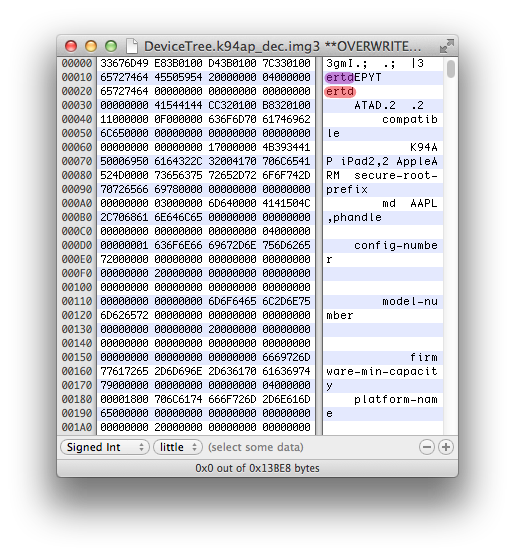 DeviceTree.k94ap_dec.img3 **OVERWRITE...
00000 33676D49 E83B0100 D43B0100 7C330100 3gmI.; .; |3
00010 65727464 45505954 20000000 04000000 ertdEPYT
00020 65727464 00000000 00000000 00000000 ertd
00030 00000000 41544144 CC320100 B8320100 ATAD.2 .2
00040 11000000 0F000000 636F6D70 61746962 compatib
00050 6C650000 00000000 00000000 00000000 le
00060 00000000 00000000 17000000 4B393441 K94A
00070 50006950 6164322C 32004170 706C6541 P iPad2,2 AppleA
00080 524D0000 73656375 72652D72 6F6F742D RM secure-root-
00090 70726566 69780000 00000000 00000000 prefix
000A0 00000000 03000000 6D640000 4141504C md AAPL
000B0 2C706861 6E646C65 00000000 00000000 ,phandle
000C0 00000000 00000000 00000000 04000000
000D0 00000001 636F6E66 69672D6E 756D6265 config-numbe
000E0 72000000 00000000 00000000 00000000 r
000F0 00000000 20000000 00000000 00000000
00100 00000000 00000000 00000000 00000000
00110 00000000 00000000 6D6F6465 6C2D6E75 model-nu
00120 6D626572 00000000 00000000 00000000 mber
00130 00000000 00000000 20000000 00000000
00140 00000000 00000000 00000000 00000000
00150 00000000 00000000 00000000 6669726D firm
00160 77617265 2D6D696E 2D636170 61636974 ware-min-capacit
00170 79000000 00000000 00000000 04000000 y
00180 00001800 706C6174 666F726D 2D6E616D platform-nam
00190 65000000 00000000 00000000 00000000 e
001A0 00000000 20000000 00000000 00000000
Signed Int little (select some data)
0x0 out of 0x13BE8 bytes